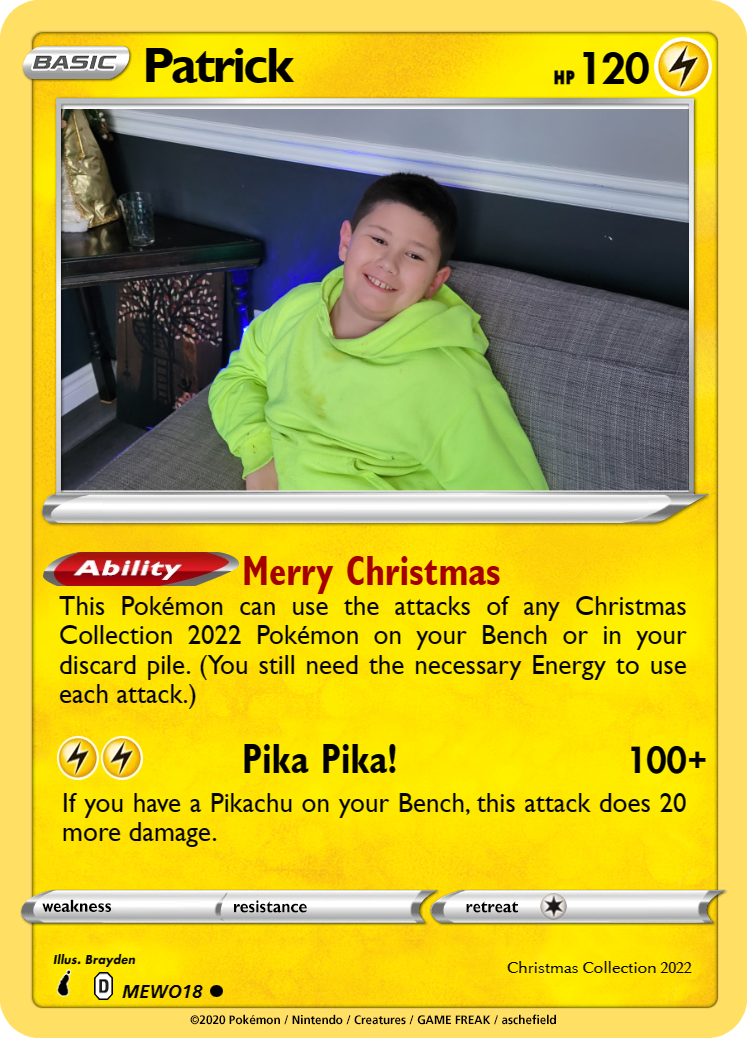 BASIC Patrick HP 120
Ability Merry Christmas
This Pokémon can use the attacks of any Christmas
Collection 2022 Pokémon on your Bench or in your
discard pile. (You still need the necessary Energy to use
each attack.)
Pika Pika! 100+
If you have a Pikachu on your Bench, this attack does 20
more damage.
weakness resistance retreat
Illus. Brayden
Christmas Collection 2022
D MEWO18
©2020 Pokémon / Nintendo / Creatures / GAME FREAK / aschefield